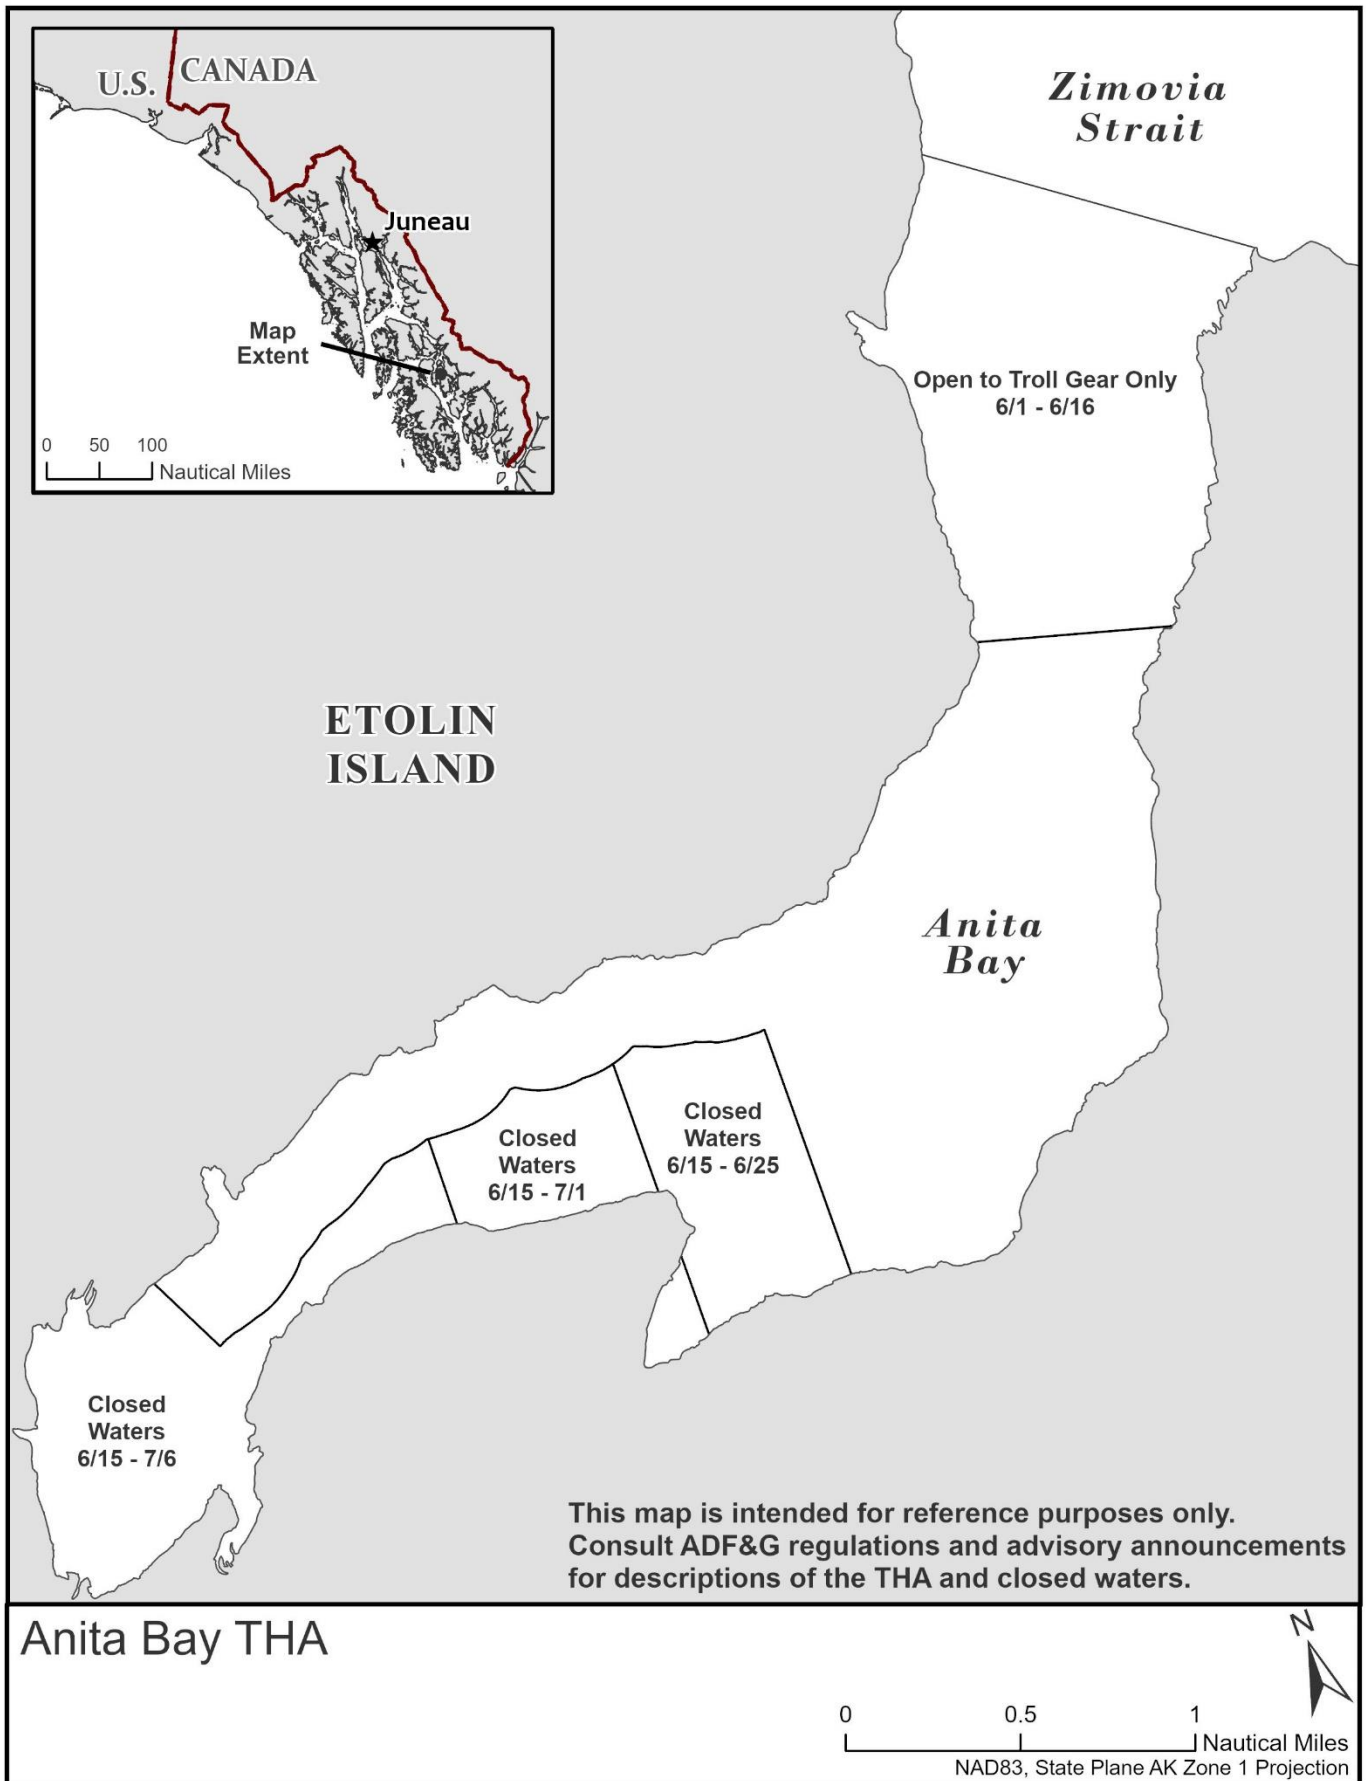 U.S. CANADA
Juneau
Map
Extent
0 50 100
Nautical Miles
Zimovia
Strait
Open to Troll Gear Only
6/1 - 6/16
ETOLIN
ISLAND
Anita
Bay
Closed
Waters
6/15 - 6/25
Closed
Waters
6/15 - 7/1
Closed
Waters
6/15 - 7/6
This map is intended for reference purposes only.
Consult ADF&G regulations and advisory announcements
for descriptions of the THA and closed waters.
Anita Bay THA
N
0 0.5 1
Nautical Miles
NAD83, State Plane AK Zone 1 Projection